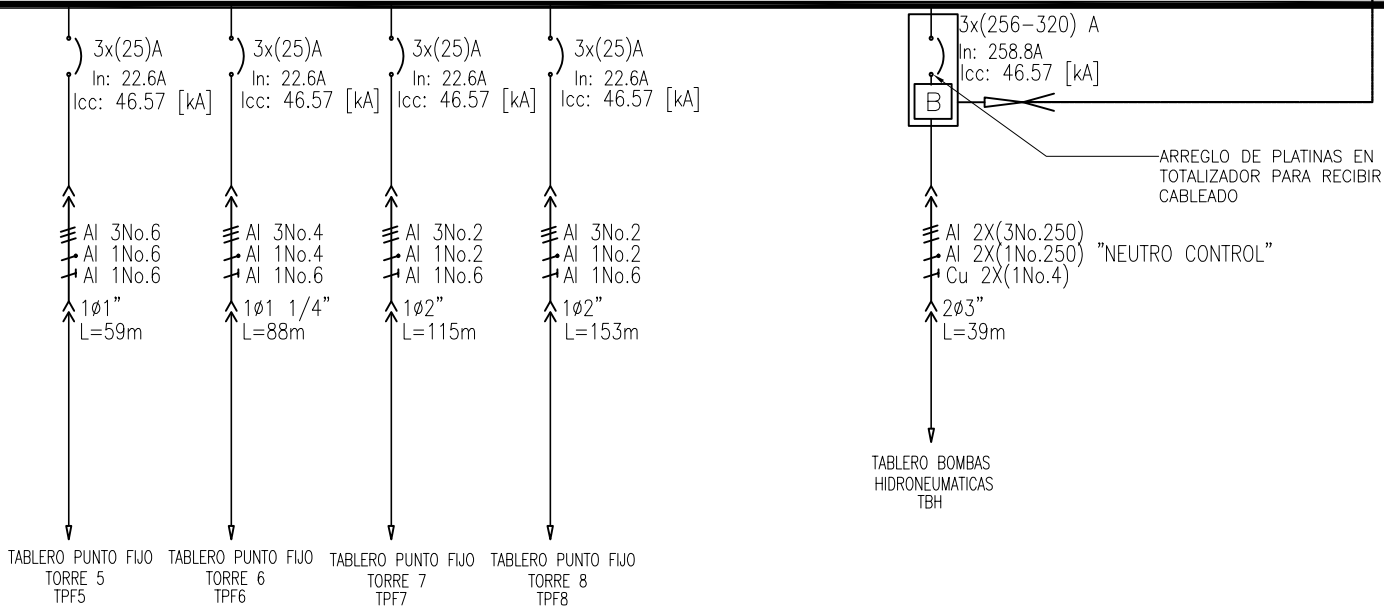 3x(25)A
In: 22.6A
Icc: 46.57 [kA]
Al 3No.6
Al 1No.6
Al 1No.6
1ø1"
L=59m
TABLERO PUNTO FIJO
TORRE 5
TPF5
3x(25)A
In: 22.6A
Icc: 46.57 [kA]
Al 3No.4
Al 1No.4
Al 1No.6
1ø1 1/4"
L=88m
TABLERO PUNTO FIJO
TORRE 6
TPF6
3x(25)A
In: 22.6A
Icc: 46.57 [kA]
Al 3No.2
Al 1No.2
Al 1No.6
1ø2"
L=115m
TABLERO PUNTO FIJO
TORRE 7
TPF7
3x(25)A
In: 22.6A
Icc: 46.57 [kA]
Al 3No.2
Al 1No.2
Al 1No.6
1ø2"
L=153m
TABLERO PUNTO FIJO
TORRE 8
TPF8
3x(256-320) A
In: 258.8A
Icc: 46.57 [kA]
B
ARREGLO DE PLATINAS EN
TOTALIZADOR PARA RECIBIR
CABLEADO
Al 2X(3No.250)
Al 2X(1No.250) "NEUTRO CONTROL"
Cu 2X(1No.4)
2ø3"
L=39m
TABLERO BOMBAS
HIDRONEUMATICAS
TBH